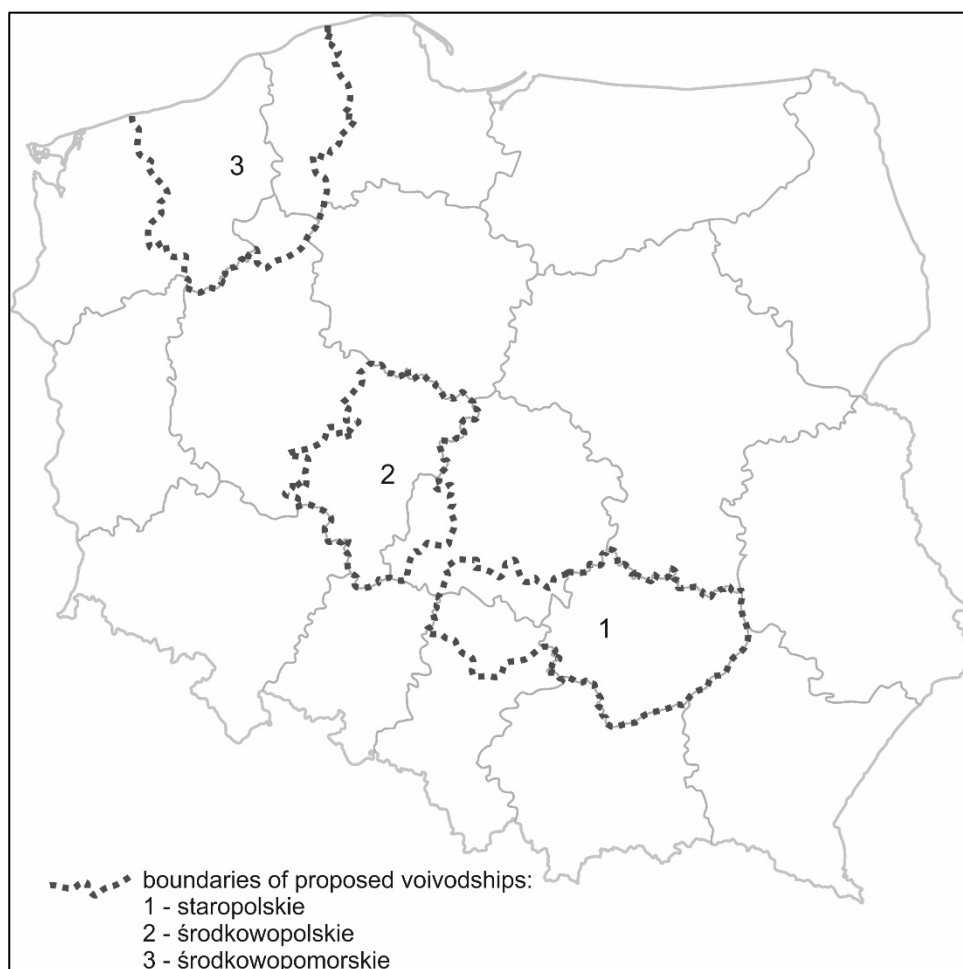 3
2
1
boundaries of proposed voivodships:
1 - staropolskie
2 - środkowopolskie
3 - środkowopomorskie